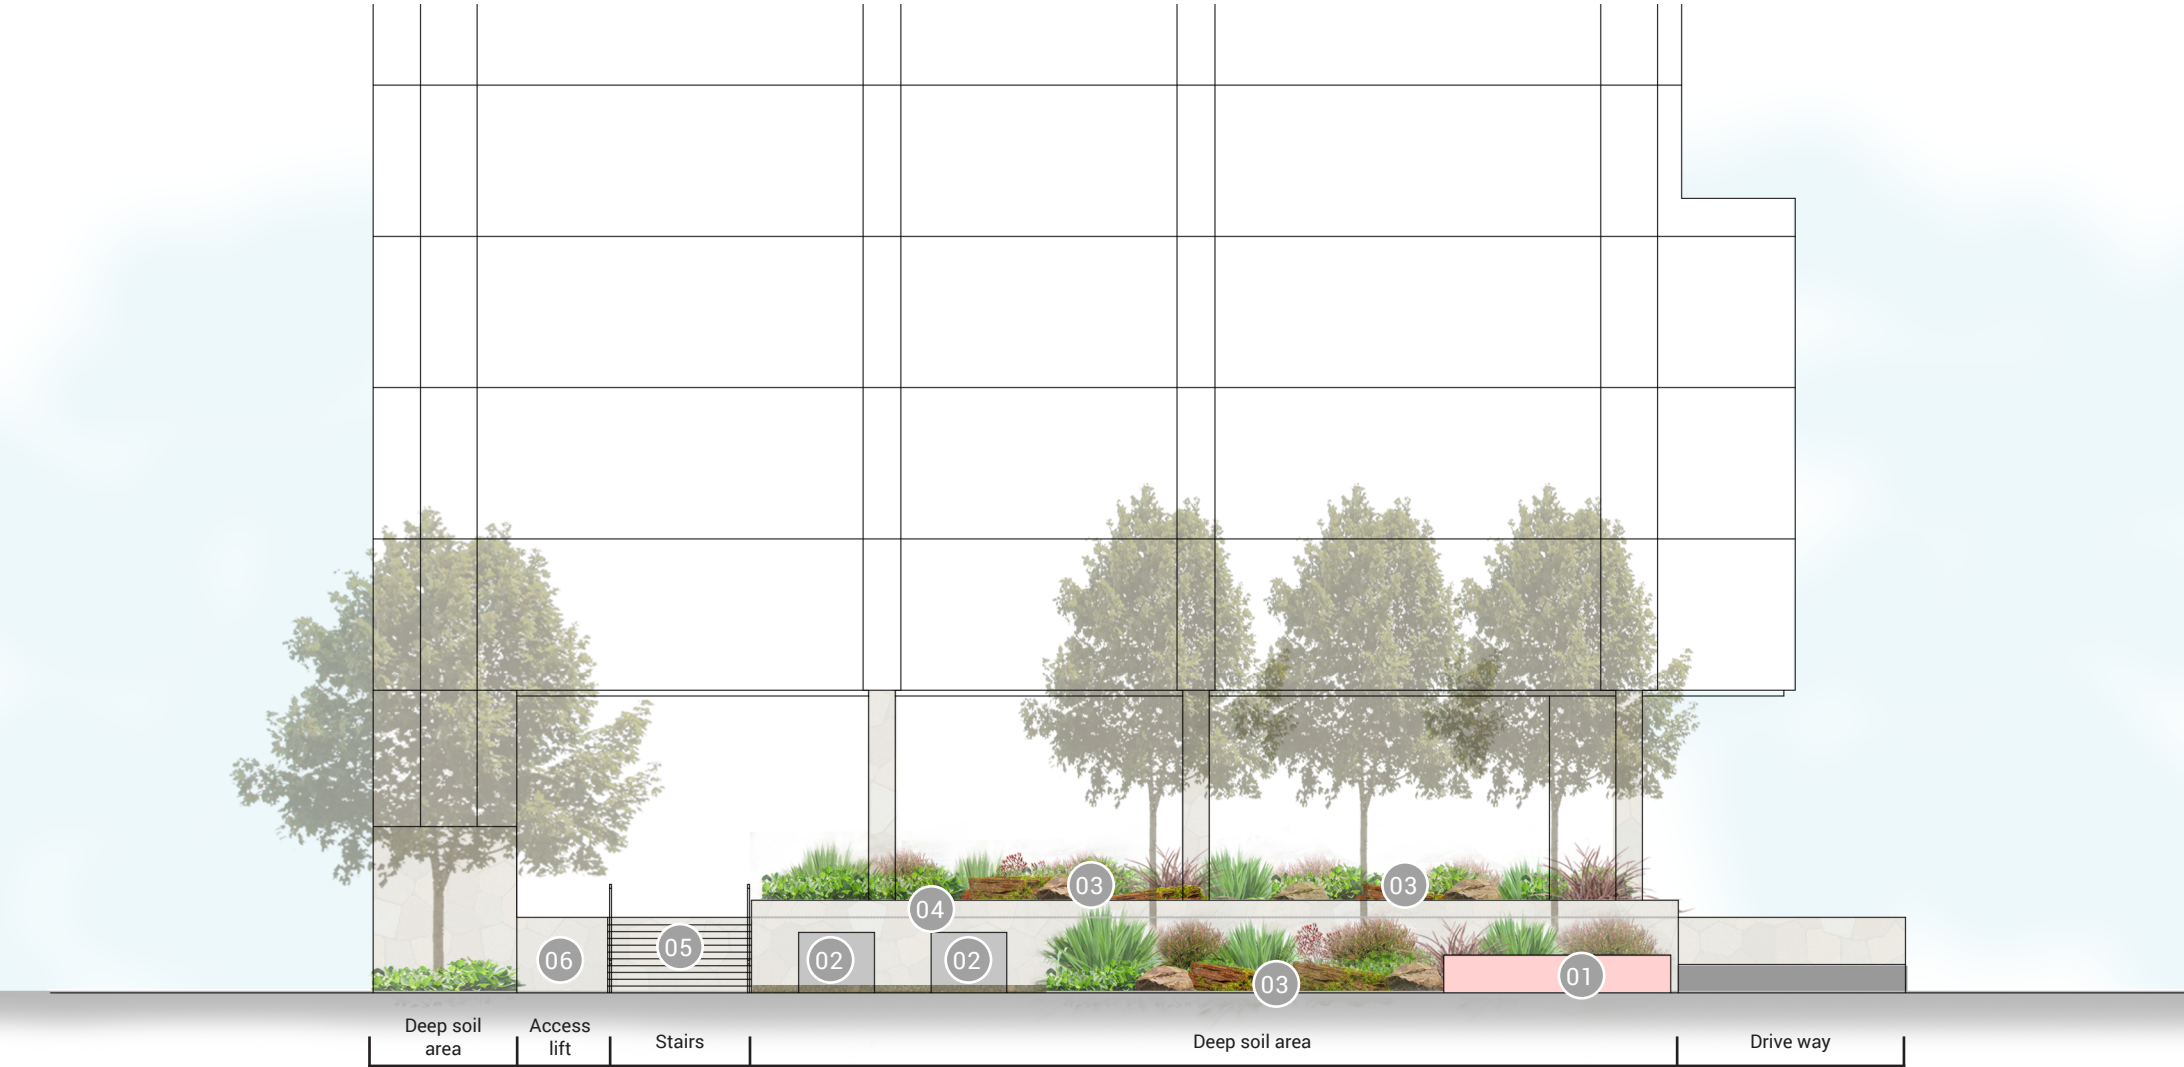 03
03
04
05
06
02
02
01
03
Deep soil
area
Access
lift
Stairs
Deep soil area
Drive way